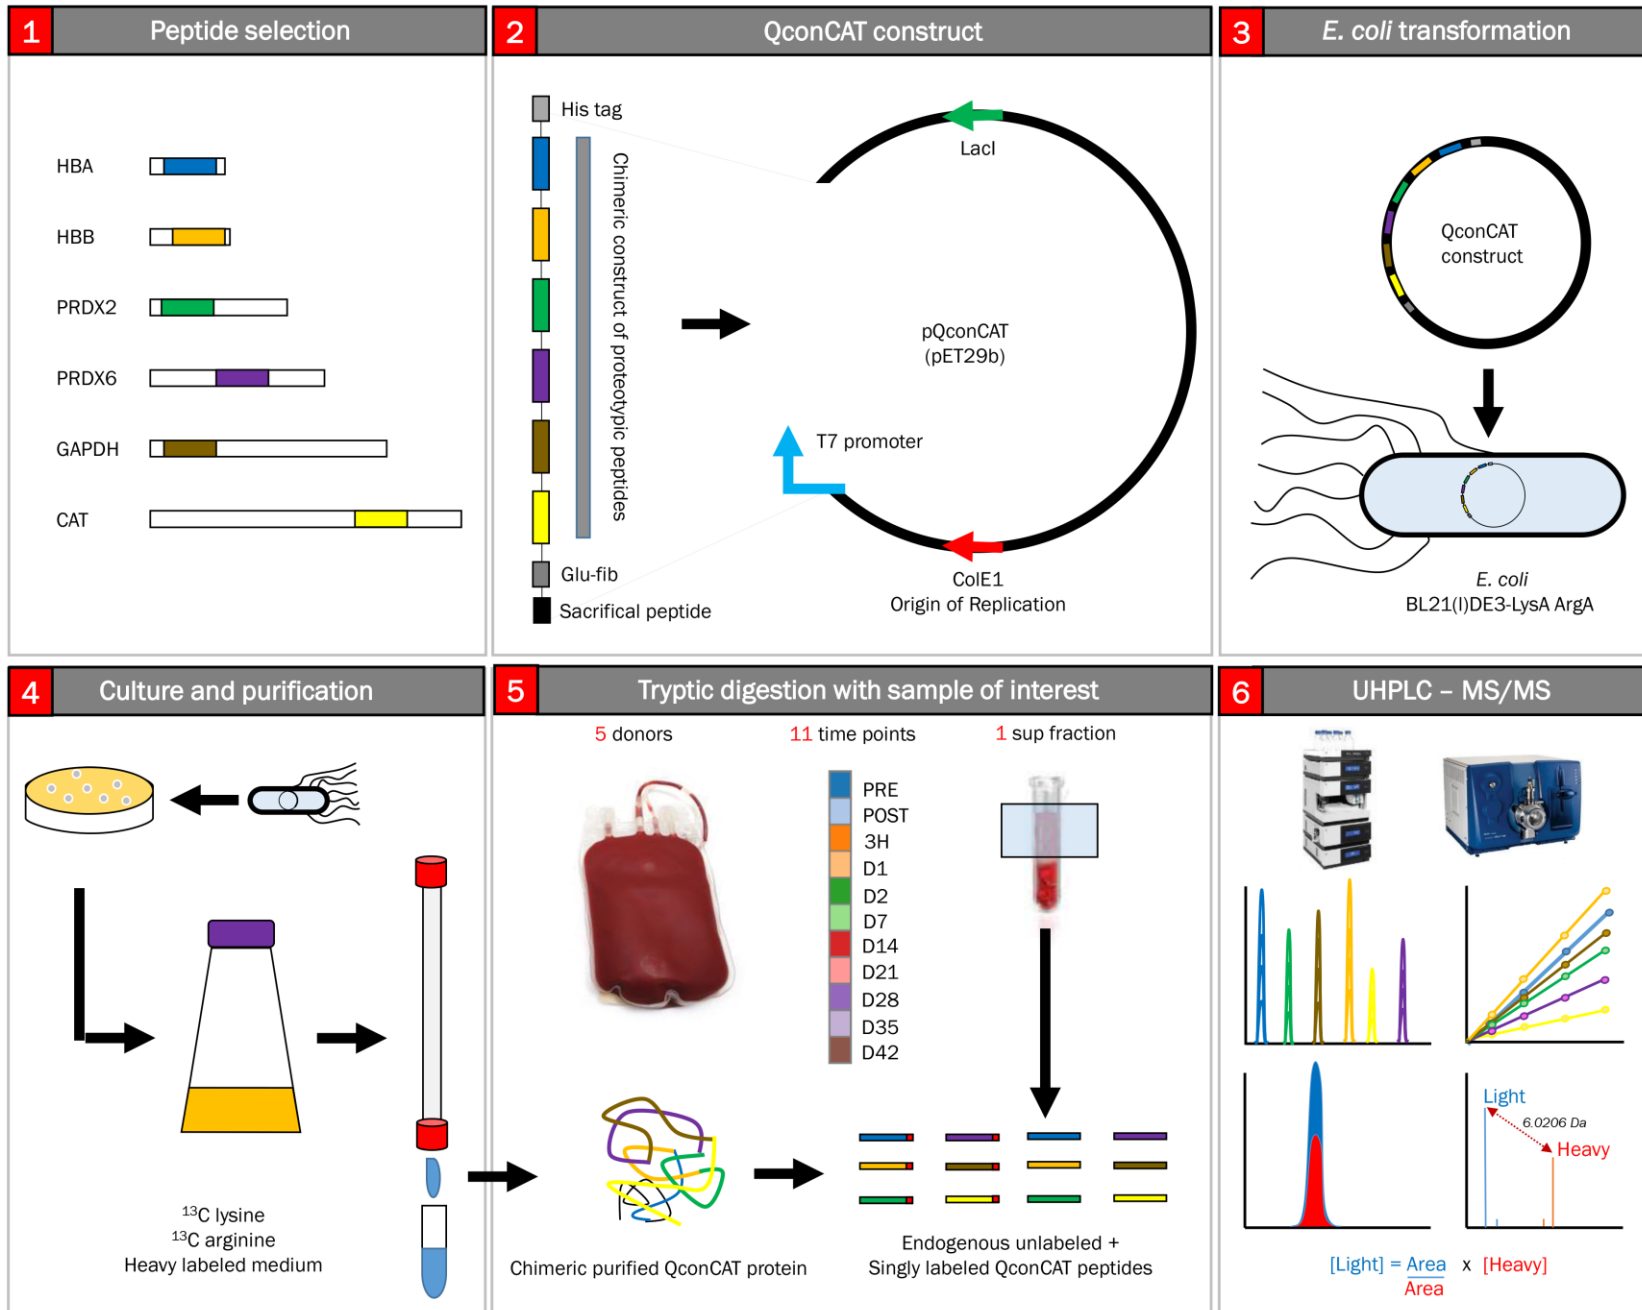 1 Peptide selection
HBA
HBB
PRDX2
PRDX6
GAPDH
CAT
2 QconCAT construct
His tag
Chimeric construct of proteotypic peptides
Glu-fib
Sacrifical peptide
LacI
pQconCAT
(pET29b)
T7 promoter
ColE1
Origin of Replication
3 E. coli transformation
QconCAT
construct
E. coli
BL21(l)DE3-LysA ArgA
4 Culture and purification
¹³C lysine
¹³C arginine
Heavy labeled medium
5 Tryptic digestion with sample of interest
5 donors
11 time points
1 sup fraction
PRE
POST
3H
D1
D2
D7
D14
D21
D28
D35
D42
Chimeric purified QconCAT protein
Endogenous unlabeled +
Singly labeled QconCAT peptides
6 UHPLC – MS/MS
Light
6.0206 Da
Heavy
[Light] = Area x [Heavy]
Area